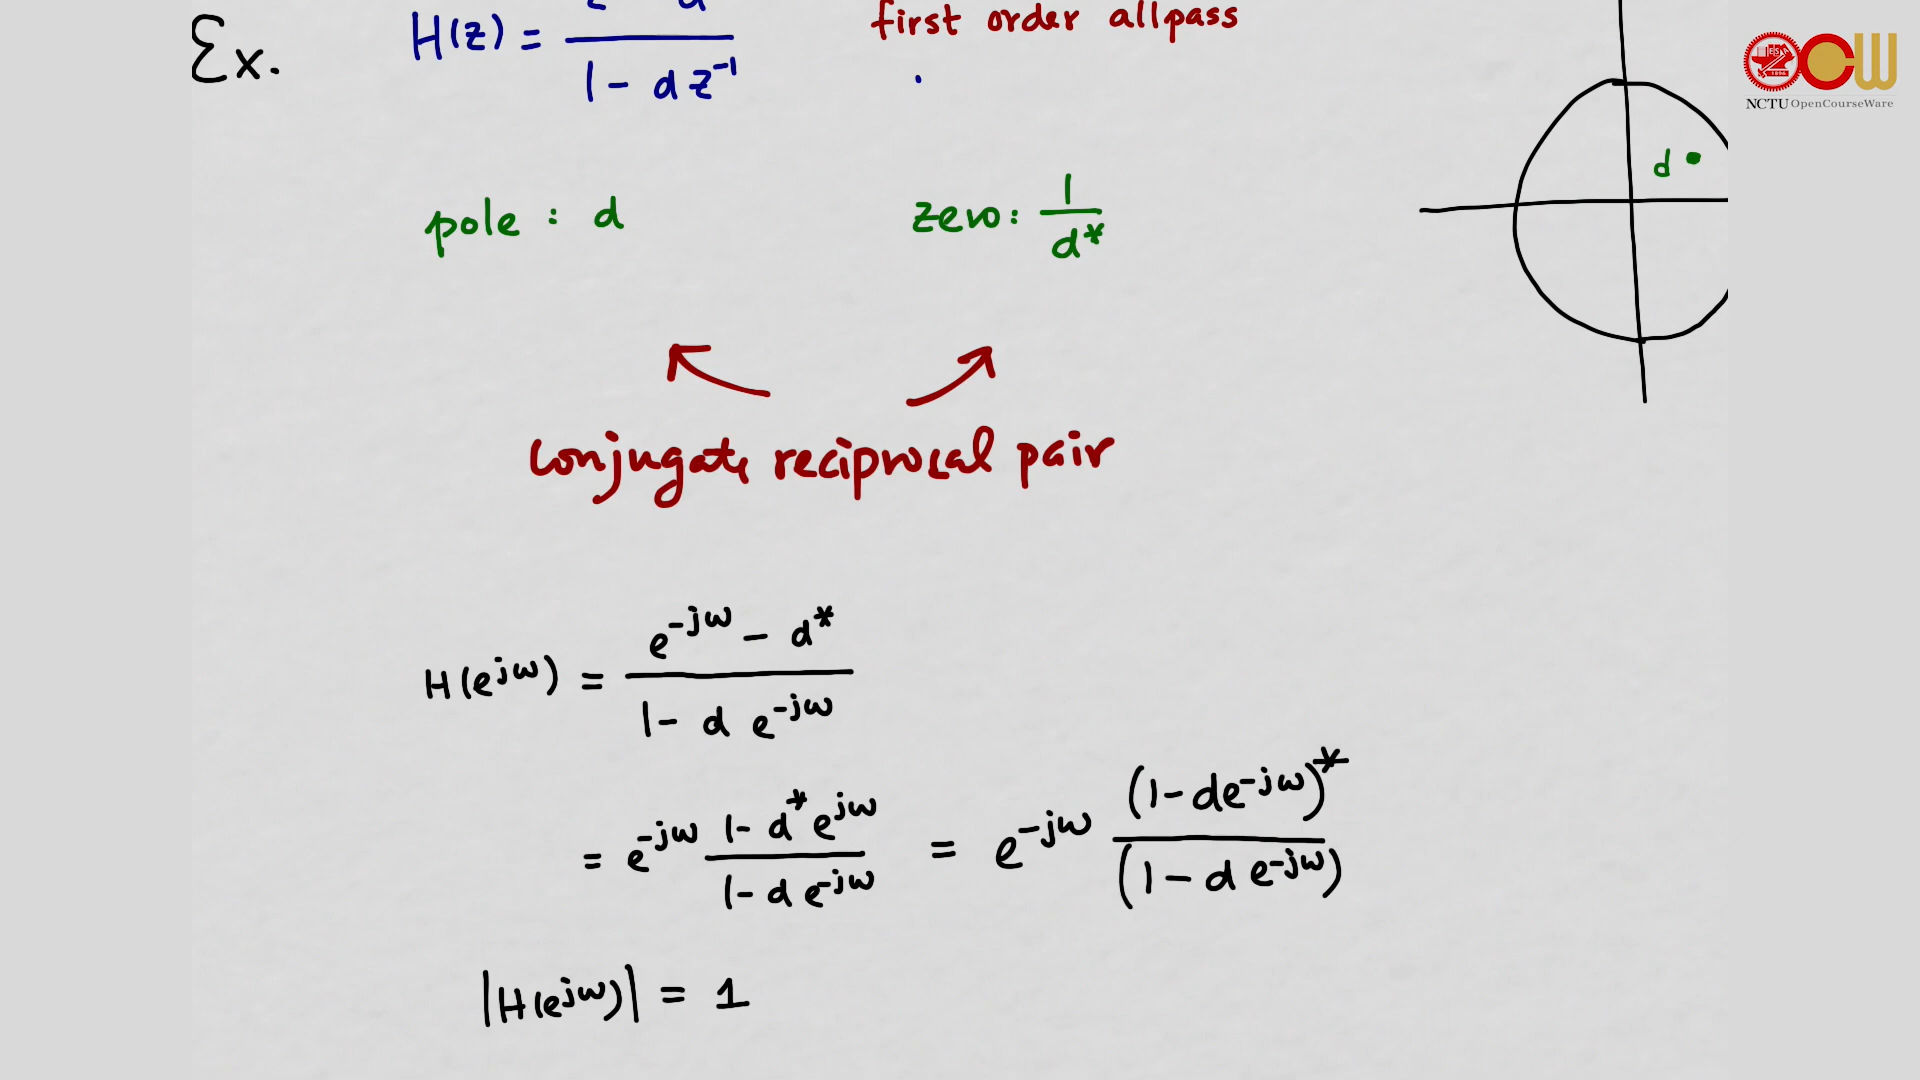 Ex. H(z) = / (1 - d z^-1) first order allpass
NCTU OpenCourseWare
d
pole : d zero: 1/d*
conjugate reciprocal pair
H(e^jω) = (e^-jω - d*) / (1 - d e^-jω)
= e^-jω (1 - d* e^jω) / (1 - d e^-jω) = e^-jω (1 - de^-jω)* / (1 - d e^-jω)
|H(e^jω)| = 1